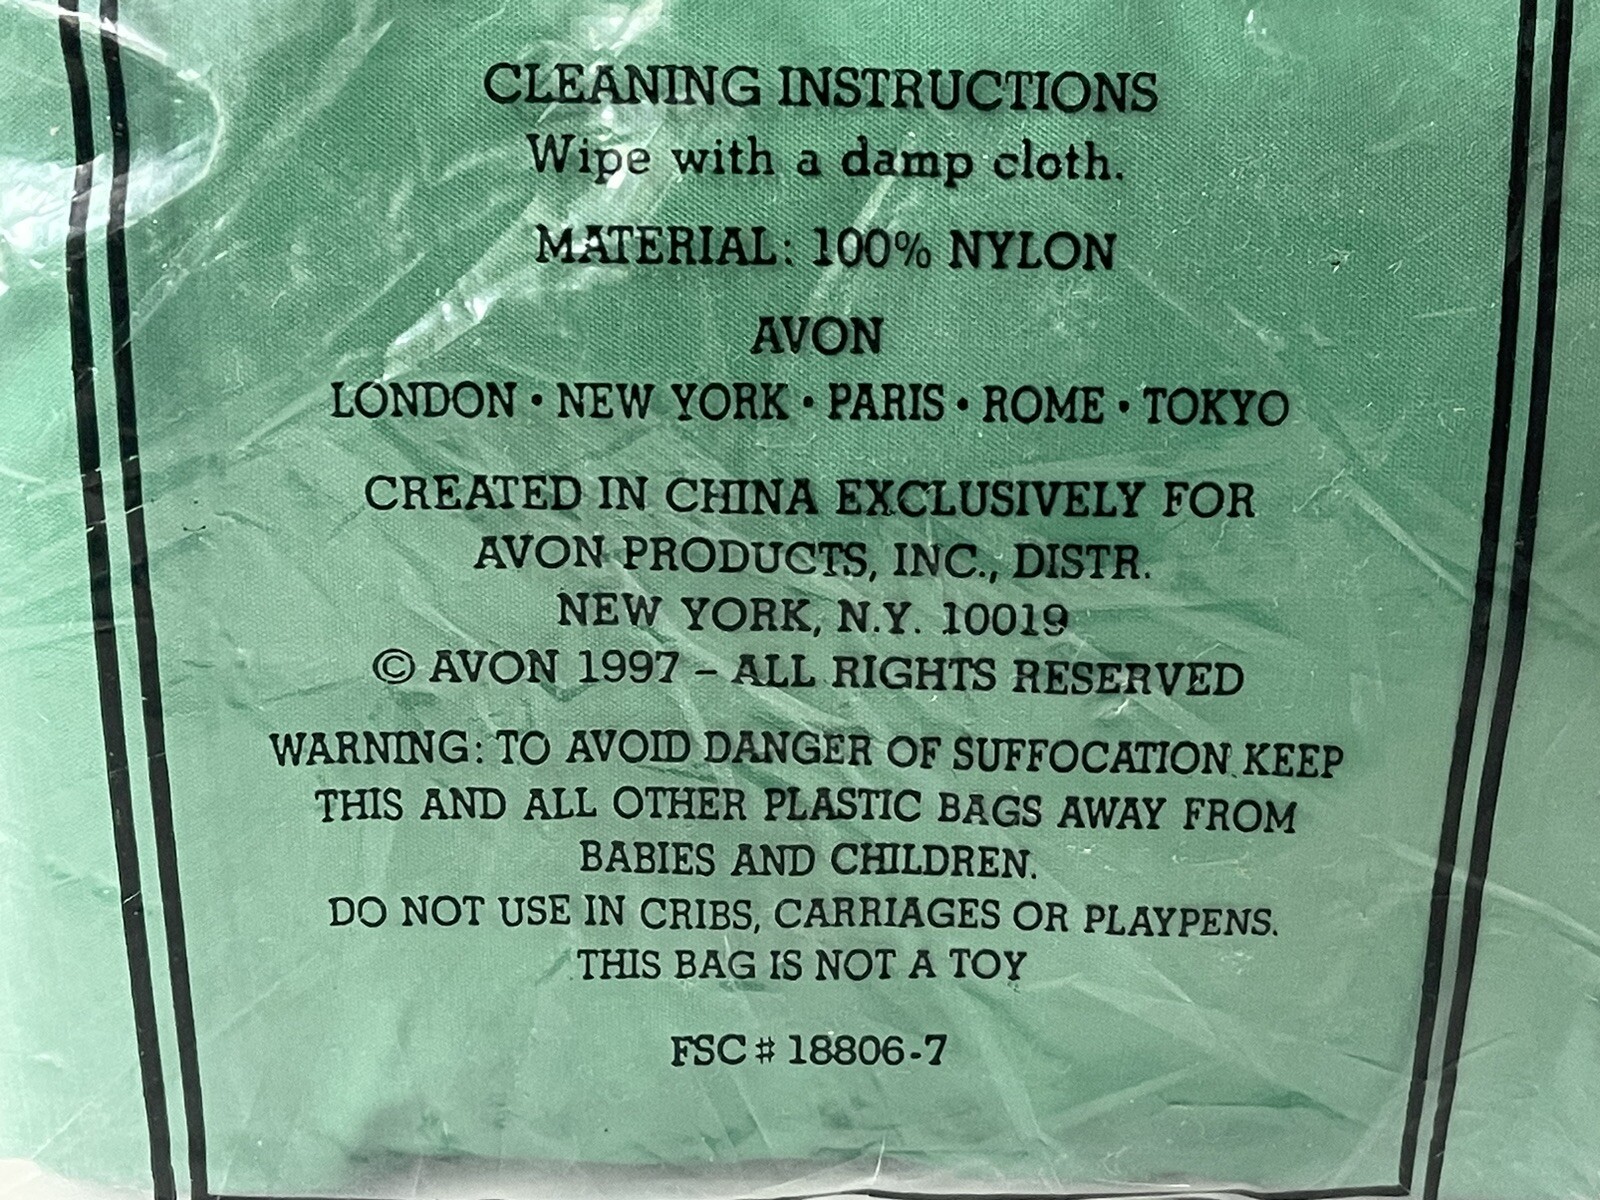 CLEANING INSTRUCTIONS
Wipe with a damp cloth.
MATERIAL: 100% NYLON
AVON
LONDON • NEW YORK • PARIS • ROME • TOKYO
CREATED IN CHINA EXCLUSIVELY FOR
AVON PRODUCTS, INC., DISTR.
NEW YORK, N.Y. 10019
© AVON 1997 – ALL RIGHTS RESERVED
WARNING: TO AVOID DANGER OF SUFFOCATION KEEP
THIS AND ALL OTHER PLASTIC BAGS AWAY FROM
BABIES AND CHILDREN.
DO NOT USE IN CRIBS, CARRIAGES OR PLAYPENS.
THIS BAG IS NOT A TOY
FSC # 18806-7